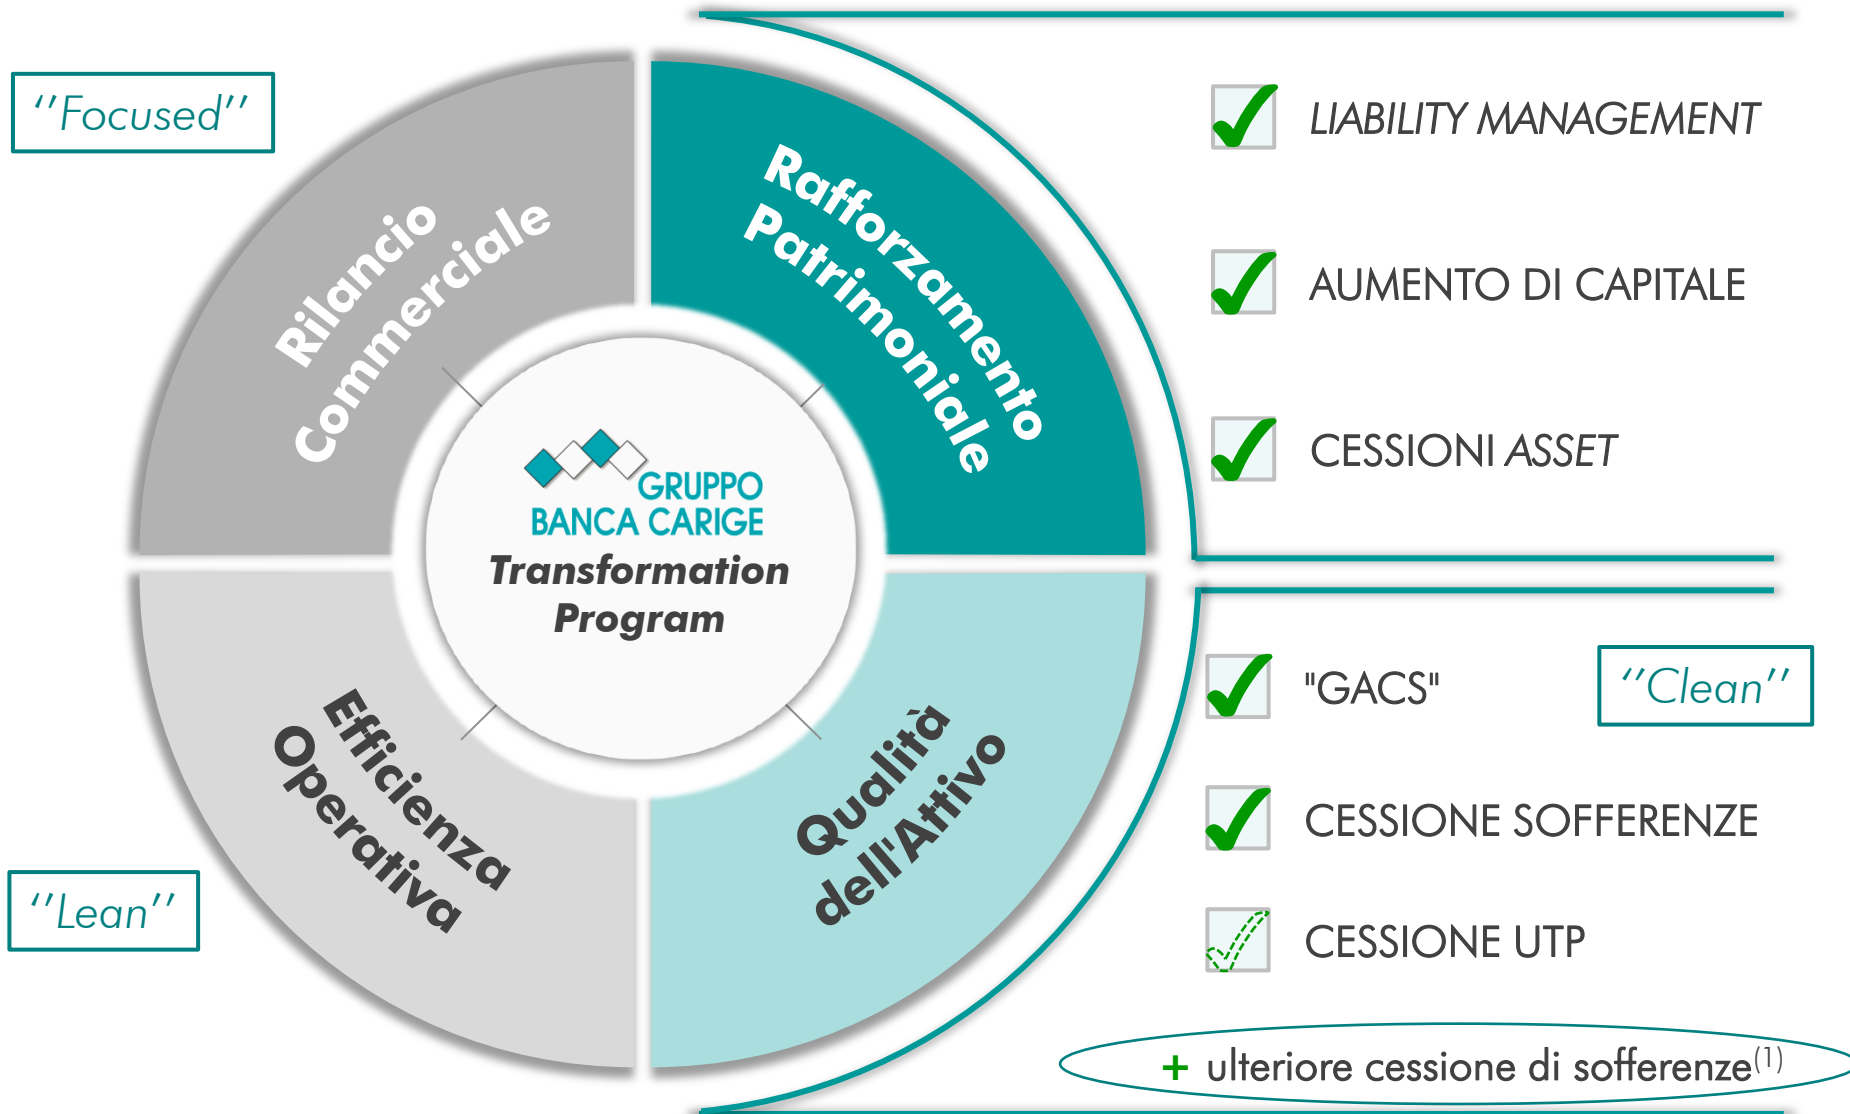 ‘‘Focused’’
Rilancio
Commerciale
Rafforzamento
Patrimoniale
LIABILITY MANAGEMENT
AUMENTO DI CAPITALE
CESSIONI ASSET
GRUPPO
BANCA CARIGE
Transformation
Program
Efficienza
Operativa
‘‘Lean’’
Qualità
dell'Attivo
"GACS"
‘‘Clean’’
CESSIONE SOFFERENZE
CESSIONE UTP
+ ulteriore cessione di sofferenze(1)